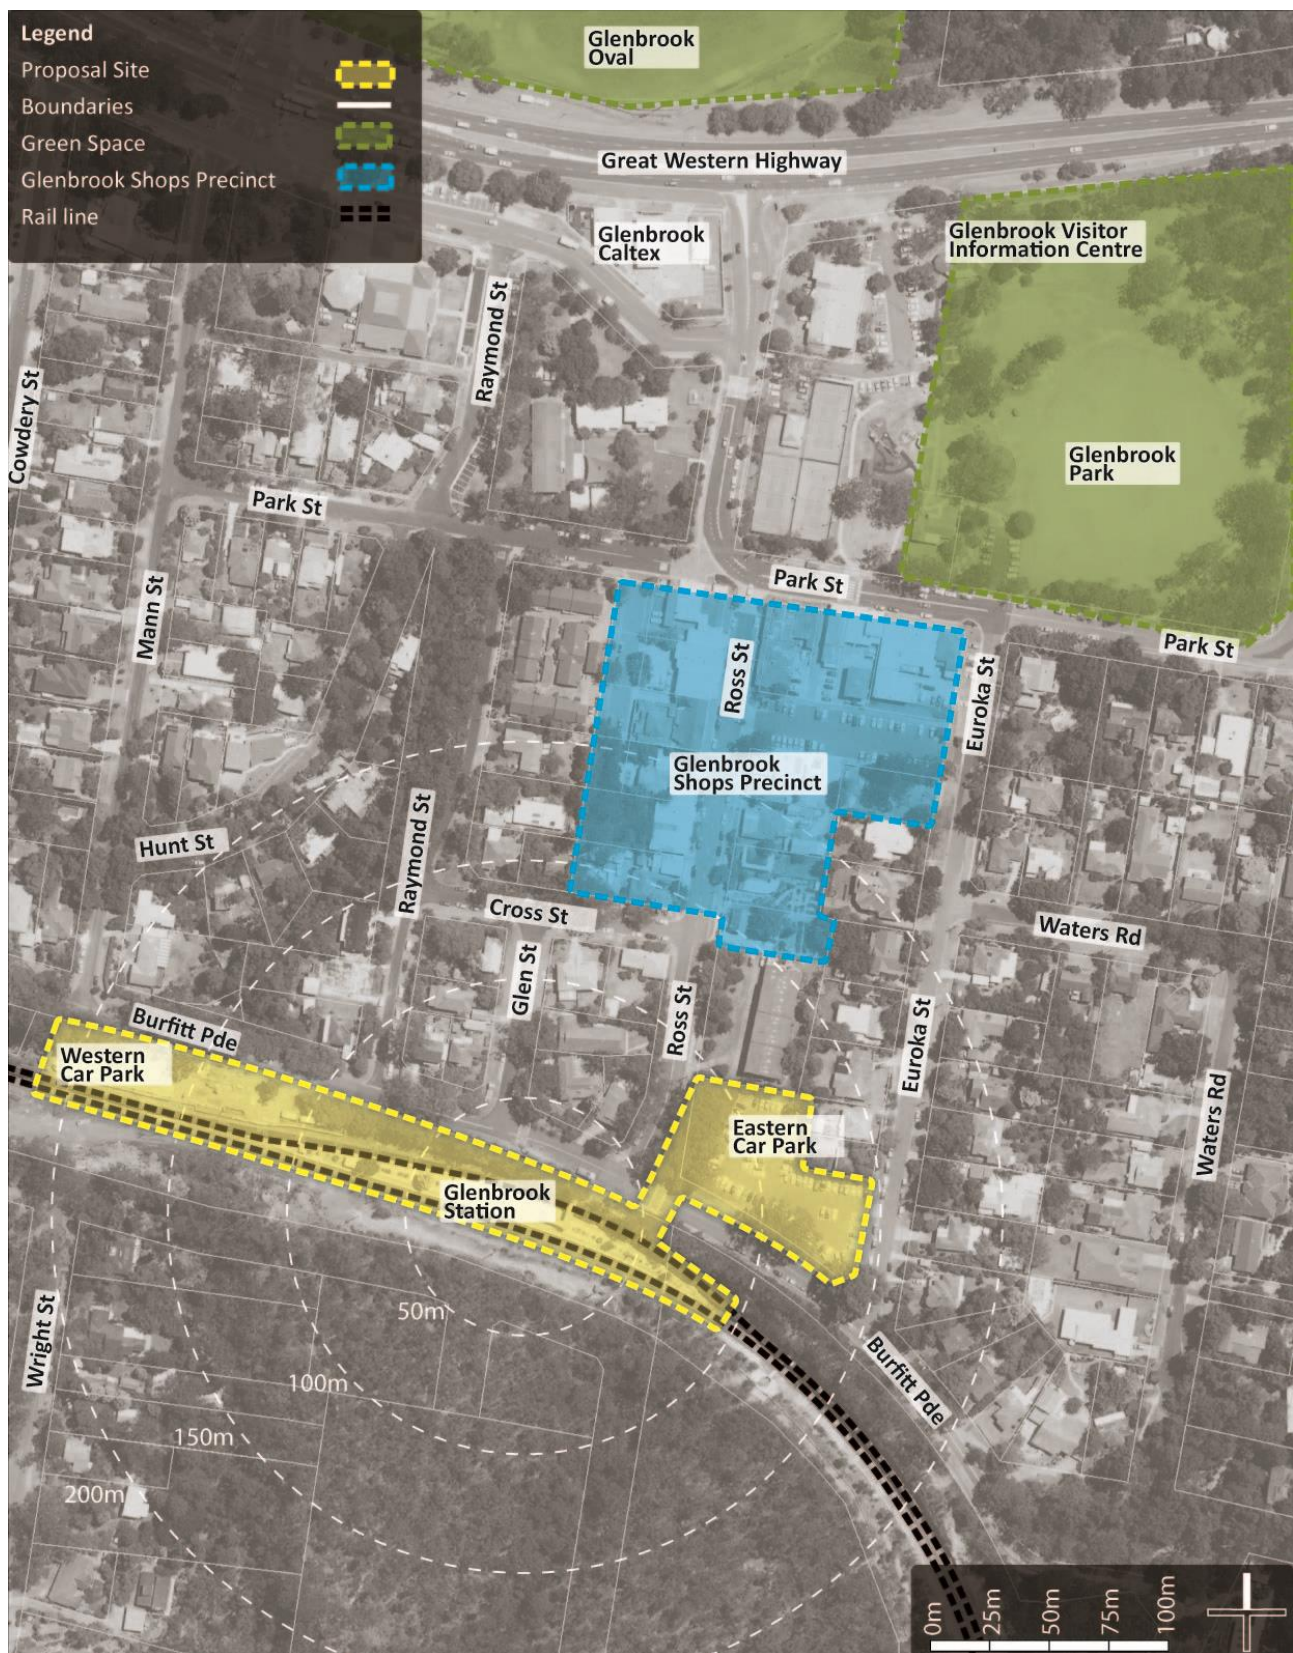 Legend
Proposal Site
Boundaries
Green Space
Glenbrook Shops Precinct
Rail line
Glenbrook
Oval
Great Western Highway
Glenbrook
Caltex
Glenbrook Visitor
Information Centre
Raymond St
Cowdery St
Glenbrook
Park
Park St
Park St
Mann St
Park St
Ross St
Euroka St
Glenbrook
Shops Precinct
Hunt St
Raymond St
Cross St
Waters Rd
Glen St
Ross St
Euroka St
Burfitt Pde
Western
Car Park
Eastern
Car Park
Waters Rd
Glenbrook
Station
50m
Wright St
Burfitt Pde
100m
150m
200m
0m
25m
50m
75m
100m